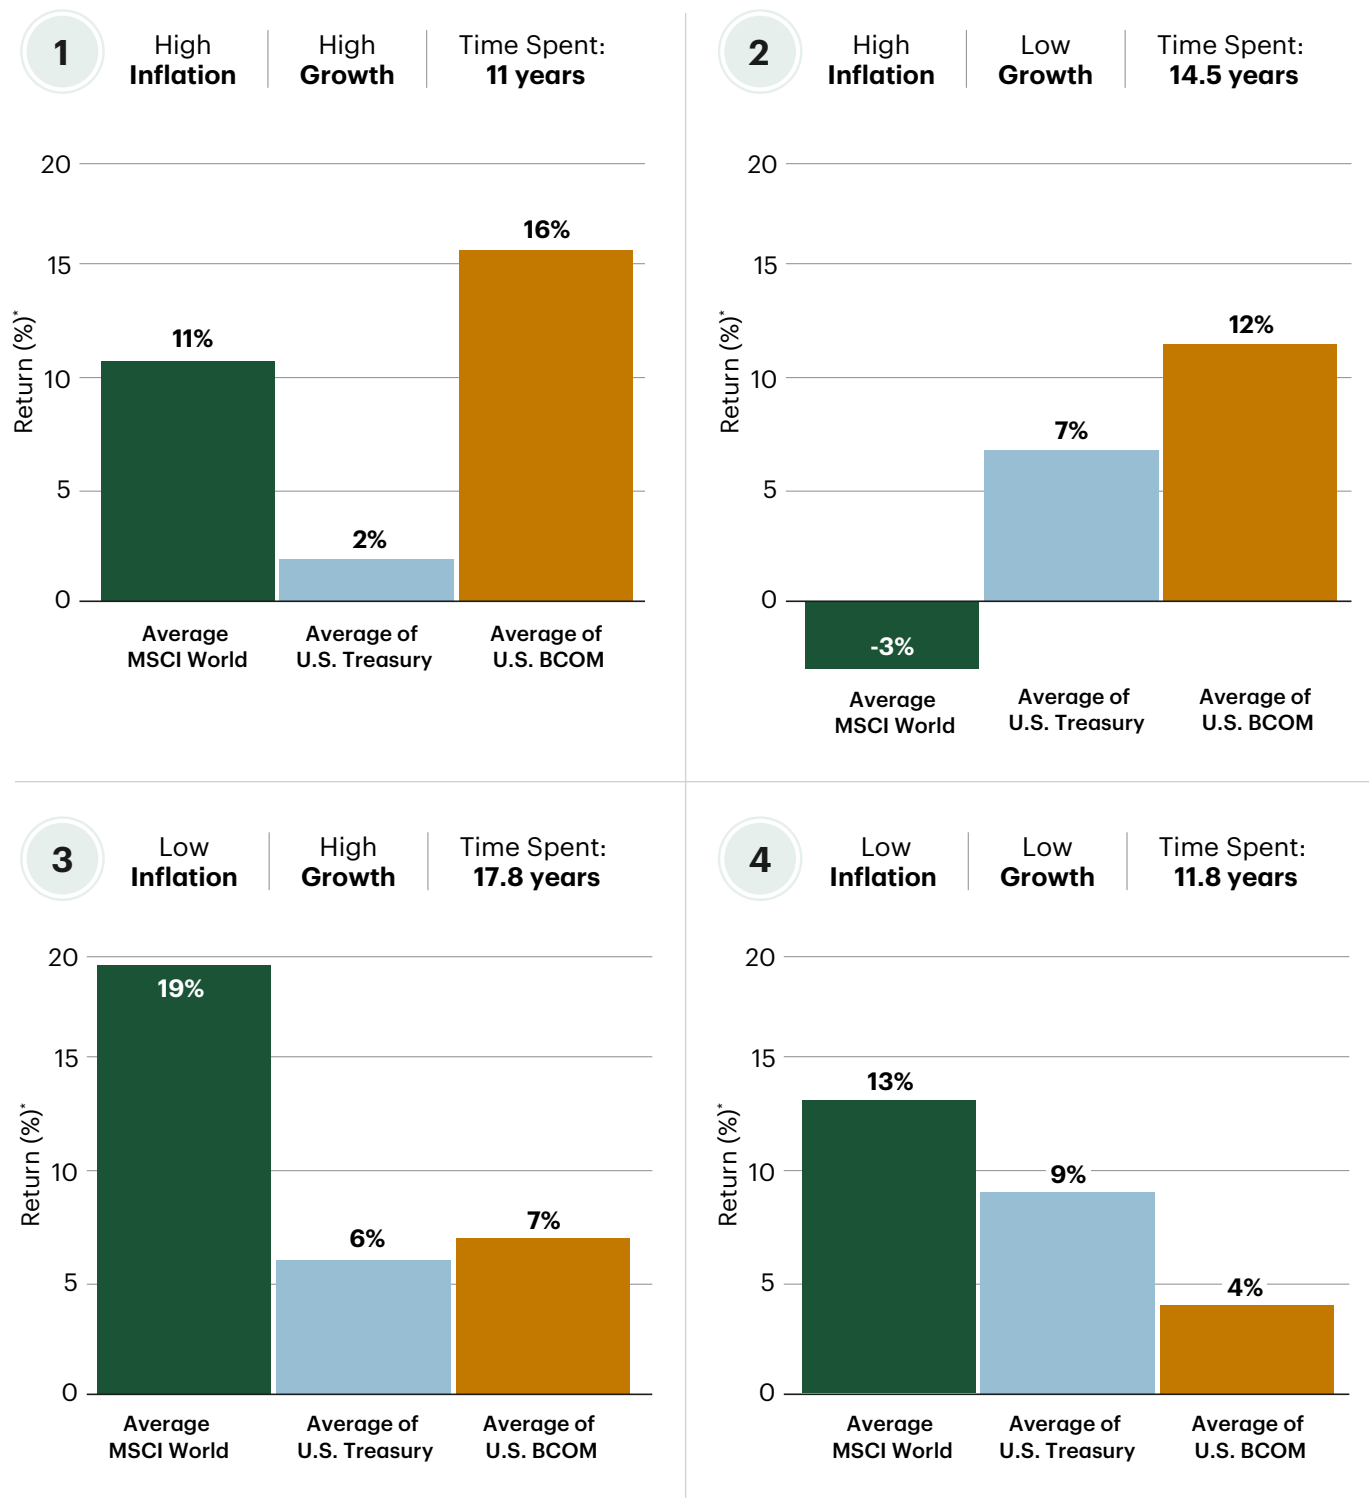 1
High
Inflation
High
Growth
Time Spent:
11 years
20
15
10
5
0
Return (%)*
11%
2%
16%
Average
MSCI World
Average of
U.S. Treasury
Average of
U.S. BCOM
2
High
Inflation
Low
Growth
Time Spent:
14.5 years
20
15
10
5
0
Return (%)*
-3%
7%
12%
Average
MSCI World
Average of
U.S. Treasury
Average of
U.S. BCOM
3
Low
Inflation
High
Growth
Time Spent:
17.8 years
20
15
10
5
0
Return (%)*
19%
6%
7%
Average
MSCI World
Average of
U.S. Treasury
Average of
U.S. BCOM
4
Low
Inflation
Low
Growth
Time Spent:
11.8 years
20
15
10
5
0
Return (%)*
13%
9%
4%
Average
MSCI World
Average of
U.S. Treasury
Average of
U.S. BCOM